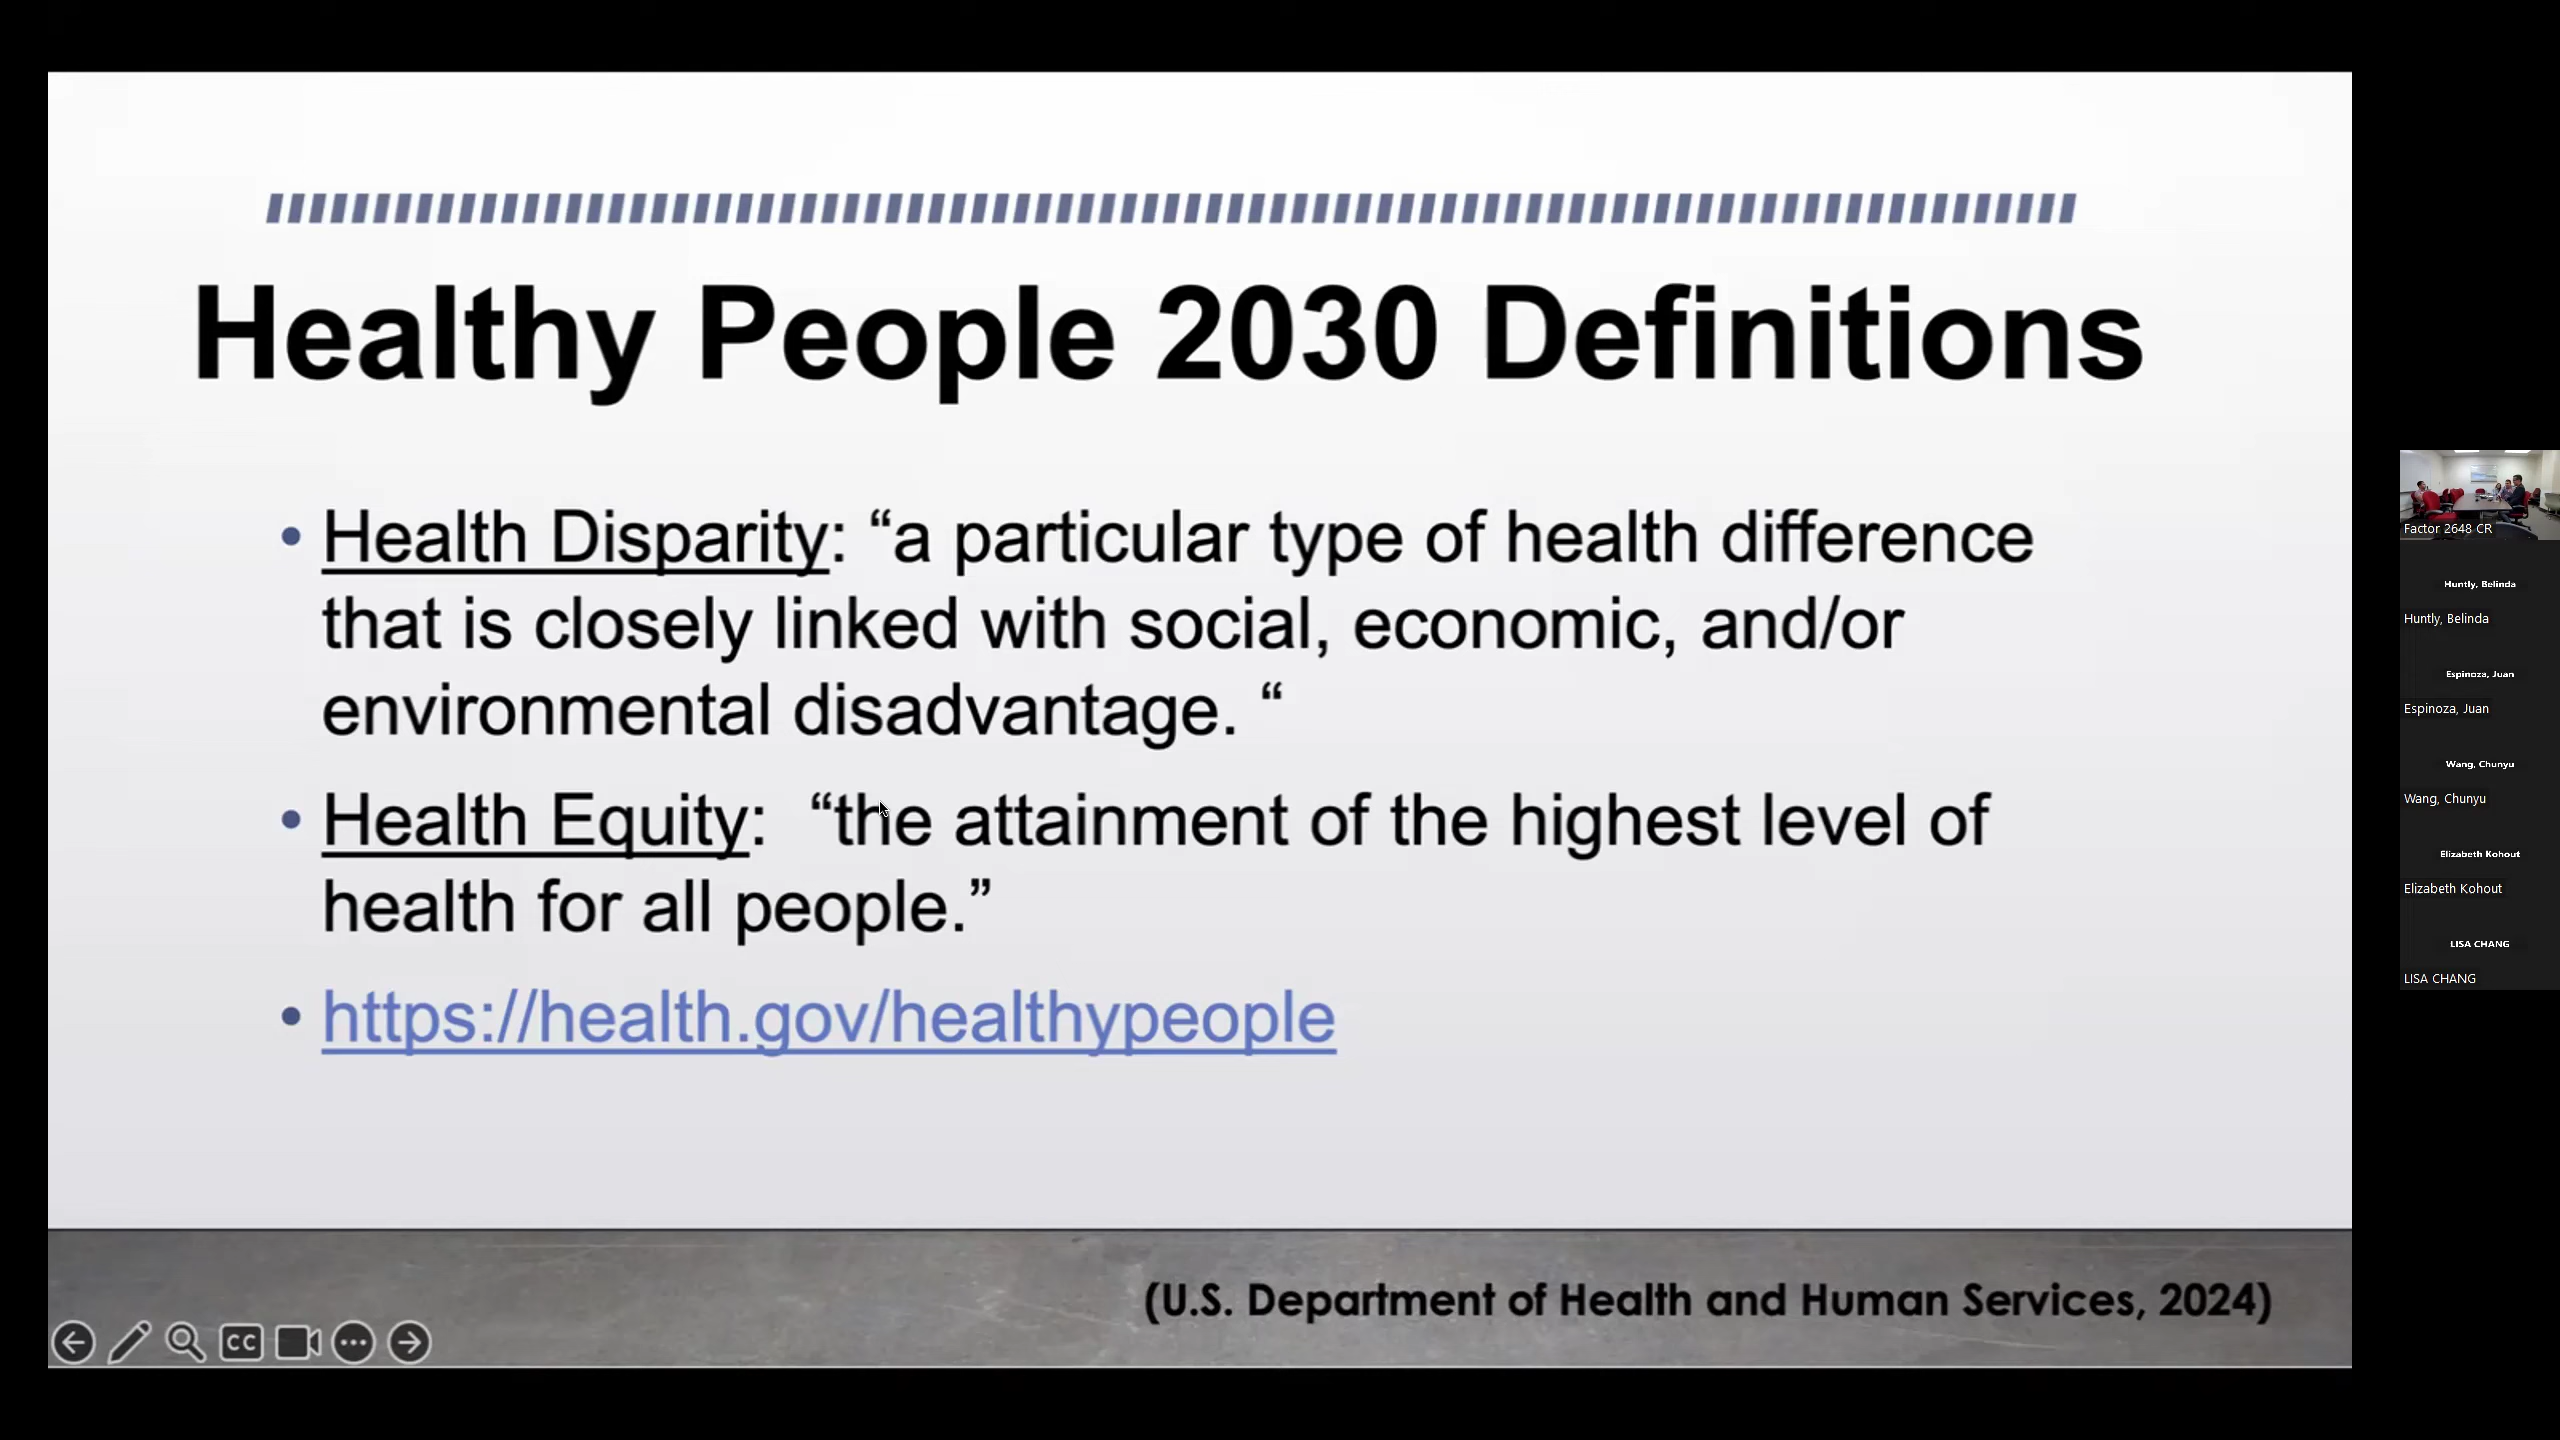 Healthy People 2030 Definitions
• Health Disparity: “a particular type of health difference
that is closely linked with social, economic, and/or
environmental disadvantage. “
• Health Equity:  “the attainment of the highest level of
health for all people.”
• https://health.gov/healthypeople
(U.S. Department of Health and Human Services, 2024)
CC
Factor 2648 CR
Huntly, Belinda
Huntly, Belinda
Espinoza, Juan
Espinoza, Juan
Wang, Chunyu
Wang, Chunyu
Elizabeth Kohout
Elizabeth Kohout
LISA CHANG
LISA CHANG